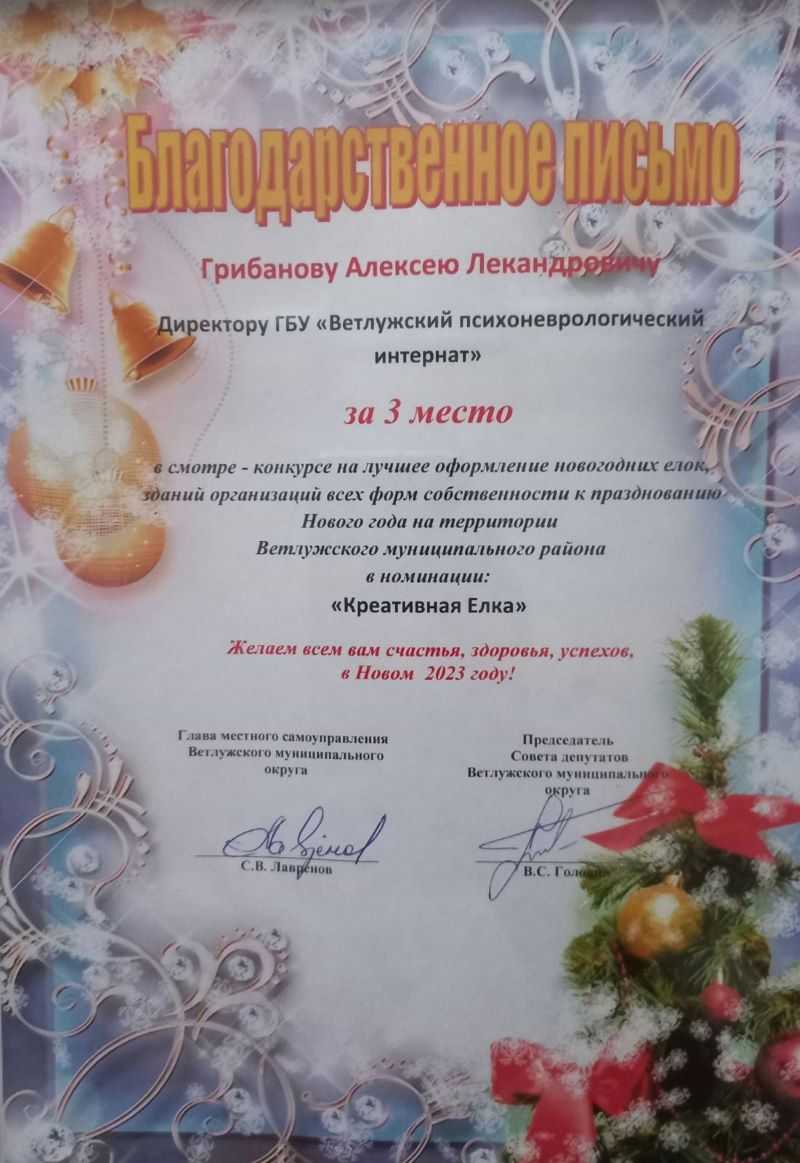 Благодарственное письмо
Грибанову Алексею Лекандровичу
Директору ГБУ «Ветлужский психоневрологический
интернат»
за 3 место
в смотре - конкурсе на лучшее оформление новогодних елок,
зданий организаций всех форм собственности к празднованию
Нового года на территории
Ветлужского муниципального района
в номинации:
«Креативная Елка»
Желаем всем вам счастья, здоровья, успехов,
в Новом 2023 году!
Глава местного самоуправления
Ветлужского муниципального
округа
С.В. Лавренов
Председатель
Совета депутатов
Ветлужского муниципального
округа
В.С.